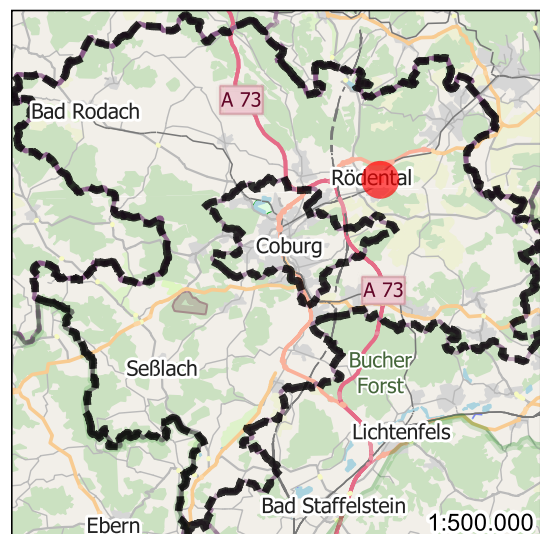 A 73
Bad Rodach
Rödental
Coburg
A 73
Bucher
Forst
Seßlach
Lichtenfels
Bad Staffelstein
Ebern
1:500.000